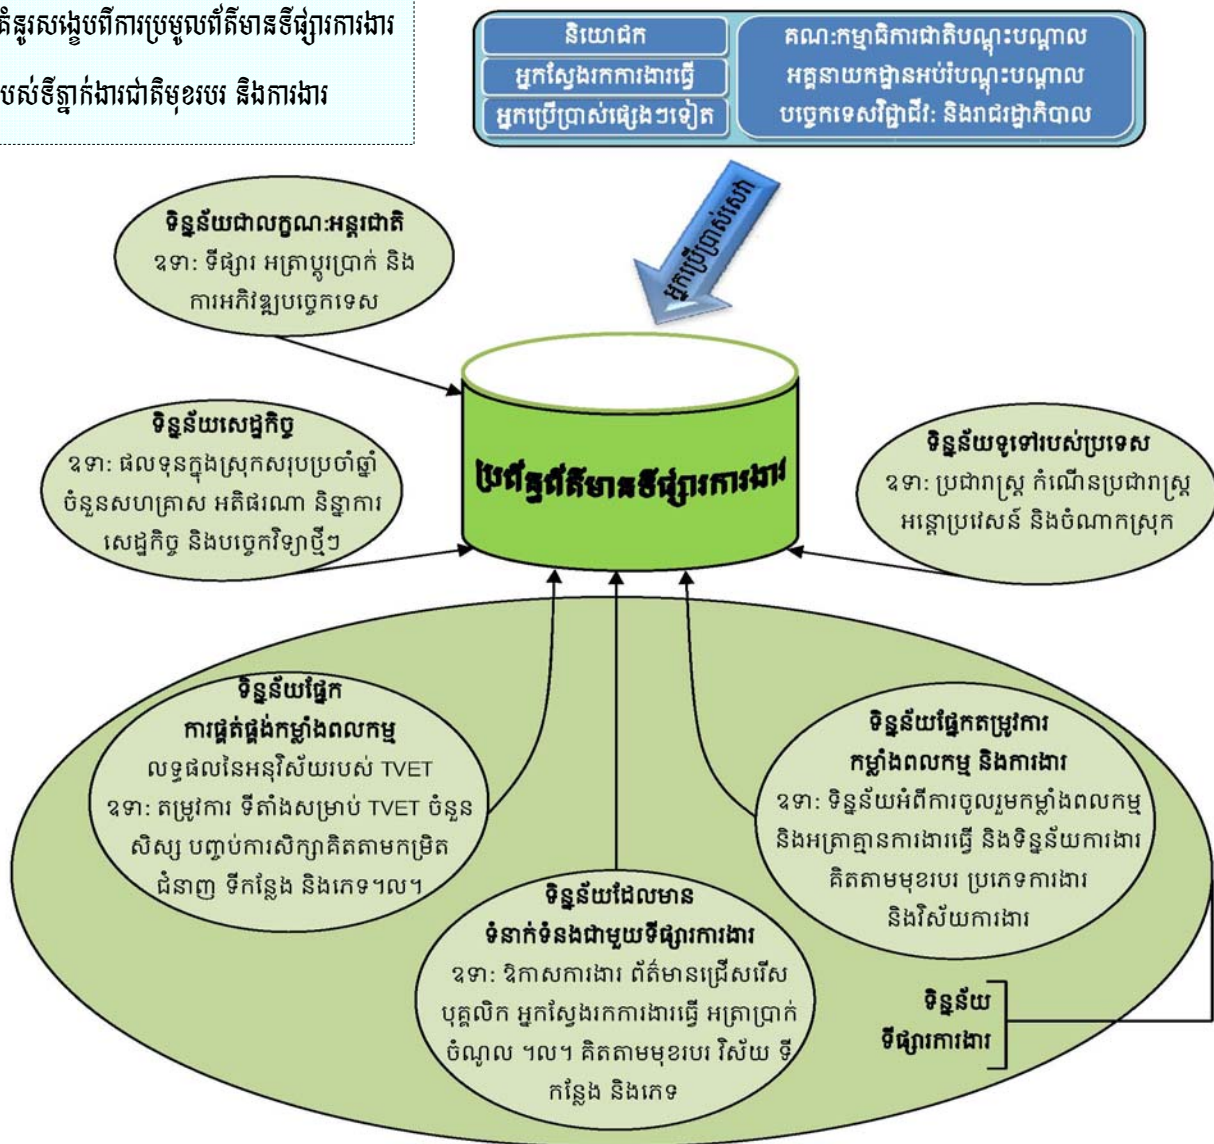 គំនូរសង្ខេបពីការប្រមូលព័ត៌មានទីផ្សារការងារ
របស់ទីភ្នាក់ងារជាតិមុខរបរ និងការងារ
និយោជក
អ្នកស្វែងរកការងារធ្វើ
អ្នកប្រើប្រាស់ផ្សេងៗទៀត
គណៈកម្មាធិការជាតិបណ្តុះបណ្តាល
អគ្គនាយកដ្ឋានអប់រំបណ្តុះបណ្តាល
បច្ចេកទេសវិជ្ជាជីវៈ និងរាជរដ្ឋាភិបាល
អ្នកប្រើប្រាស់សេវា
ទិន្នន័យជាលក្ខណៈអន្តរជាតិ
ឧទាៈ ទីផ្សារ អត្រាប្តូរប្រាក់ និង
ការអភិវឌ្ឍបច្ចេកទេស
ទិន្នន័យសេដ្ឋកិច្ច
ឧទាៈ ផលទុនក្នុងស្រុកសរុបប្រចាំឆ្នាំ
ចំនួនសហគ្រាស អតិផរណា និន្នាការ
សេដ្ឋកិច្ច និងបច្ចេកវិទ្យាថ្មីៗ
ប្រព័ន្ធព័ត៌មានទីផ្សារការងារ
ទិន្នន័យទូទៅរបស់ប្រទេស
ឧទាៈ ប្រជារាស្ត្រ កំណើនប្រជារាស្ត្រ
អន្តោប្រវេសន៍ និងចំណាកស្រុក
ទិន្នន័យផ្នែក
ការផ្គត់ផ្គង់កម្លាំងពលកម្ម
លទ្ធផលនៃអនុវិស័យរបស់ TVET
ឧទាៈ តម្រូវការ ទីតាំងសម្រាប់ TVET ចំនួន
សិស្ស បញ្ចប់ការសិក្សាគិតតាមកម្រិត
ជំនាញ ទីកន្លែង និងភេទ។ល។
ទិន្នន័យដែលមាន
ទំនាក់ទំនងជាមួយទីផ្សារការងារ
ឧទាៈ ឱកាសការងារ ព័ត៌មានជ្រើសរើស
បុគ្គលិក អ្នកស្វែងរកការងារធ្វើ អត្រាប្រាក់
ចំណូល ។ល។ គិតតាមមុខរបរ វិស័យ ទី
កន្លែង និងភេទ
ទិន្នន័យផ្នែកតម្រូវការ
កម្លាំងពលកម្ម និងការងារ
ឧទាៈ ទិន្នន័យអំពីការចូលរួមកម្លាំងពលកម្ម
និងអត្រាគ្មានការងារធ្វើ និងទិន្នន័យការងារ
គិតតាមមុខរបរ ប្រភេទការងារ
និងវិស័យការងារ
ទិន្នន័យ
ទីផ្សារការងារ